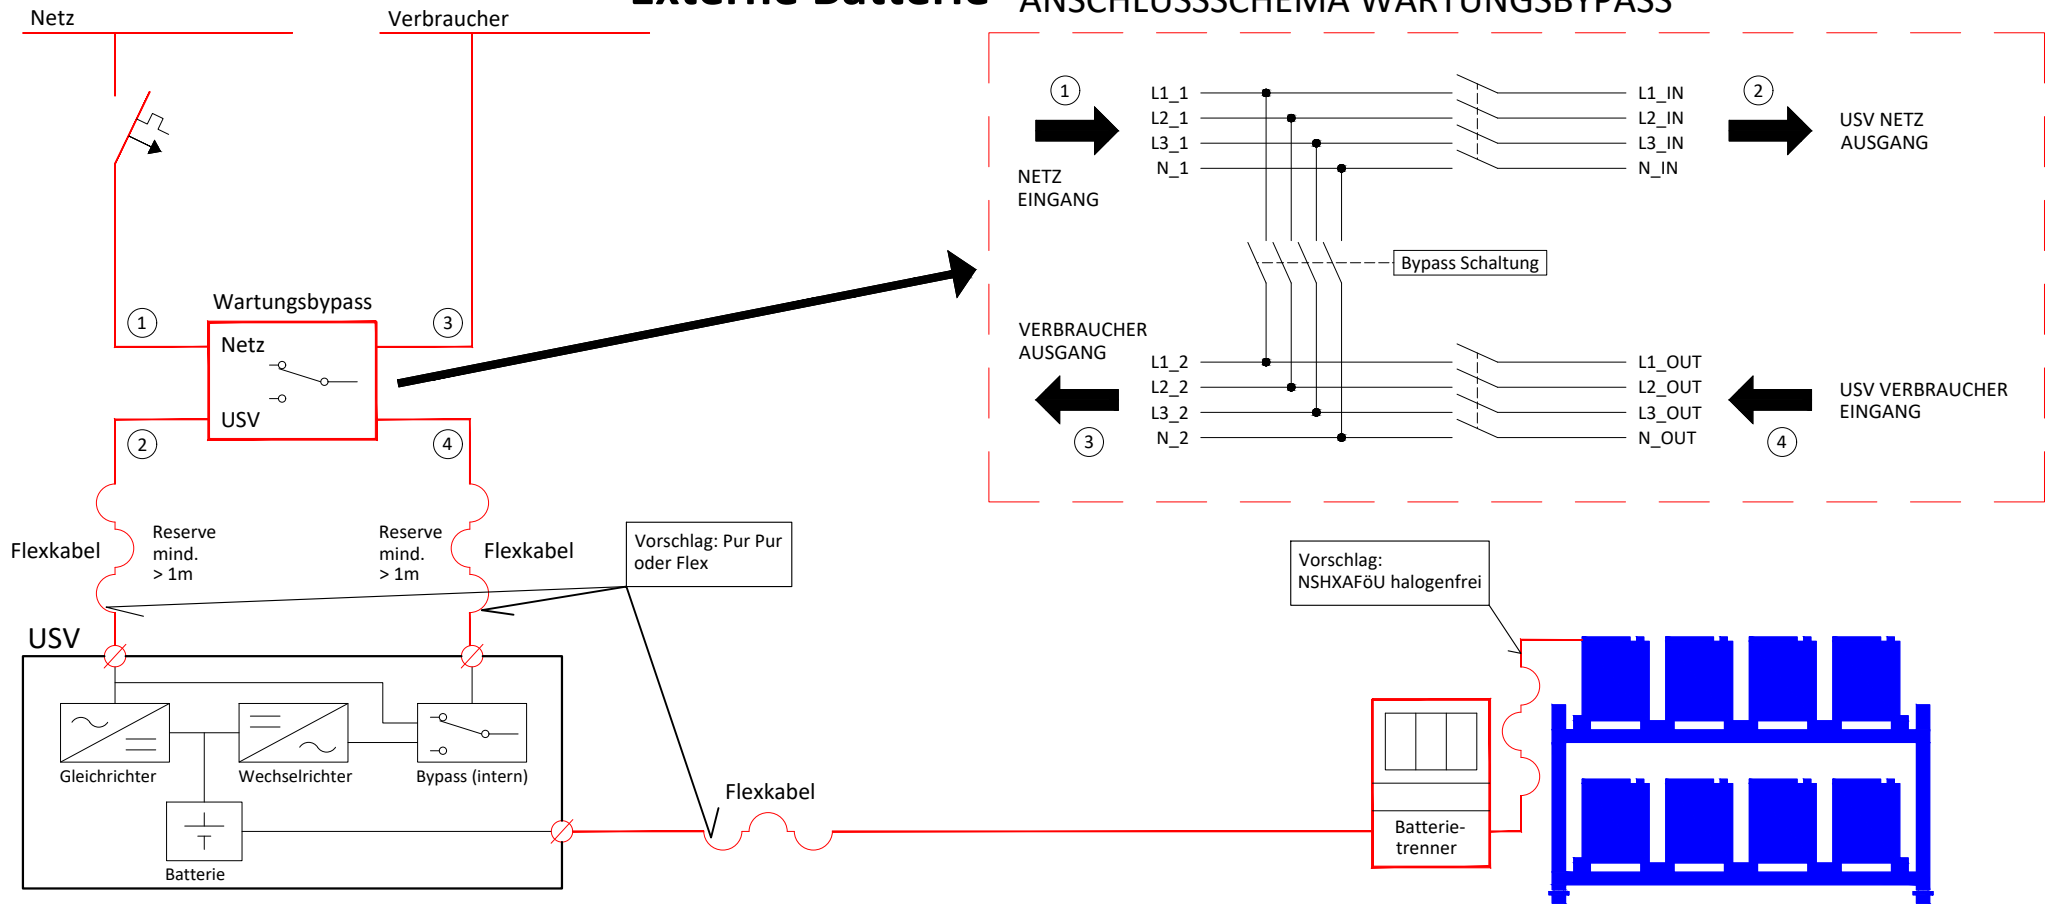 Externe Batterie ANSCHLUSSSCHEMA WARTUNGSBYPASS
Netz
Verbraucher
Wartungsbypass
1
3
Netz
USV
2
4
Flexkabel
Reserve
mind.
> 1m
Reserve
mind.
> 1m
Flexkabel
Vorschlag: Pur Pur
oder Flex
USV
Gleichrichter
Wechselrichter
Bypass (intern)
Batterie
Flexkabel
1
NETZ
EINGANG
L1_1
L2_1
L3_1
N_1
L1_IN
L2_IN
L3_IN
N_IN
2
USV NETZ
AUSGANG
Bypass Schaltung
VERBRAUCHER
AUSGANG
3
L1_2
L2_2
L3_2
N_2
L1_OUT
L2_OUT
L3_OUT
N_OUT
USV VERBRAUCHER
EINGANG
4
Vorschlag:
NSHXAFöU halogenfrei
Batterie-
trenner